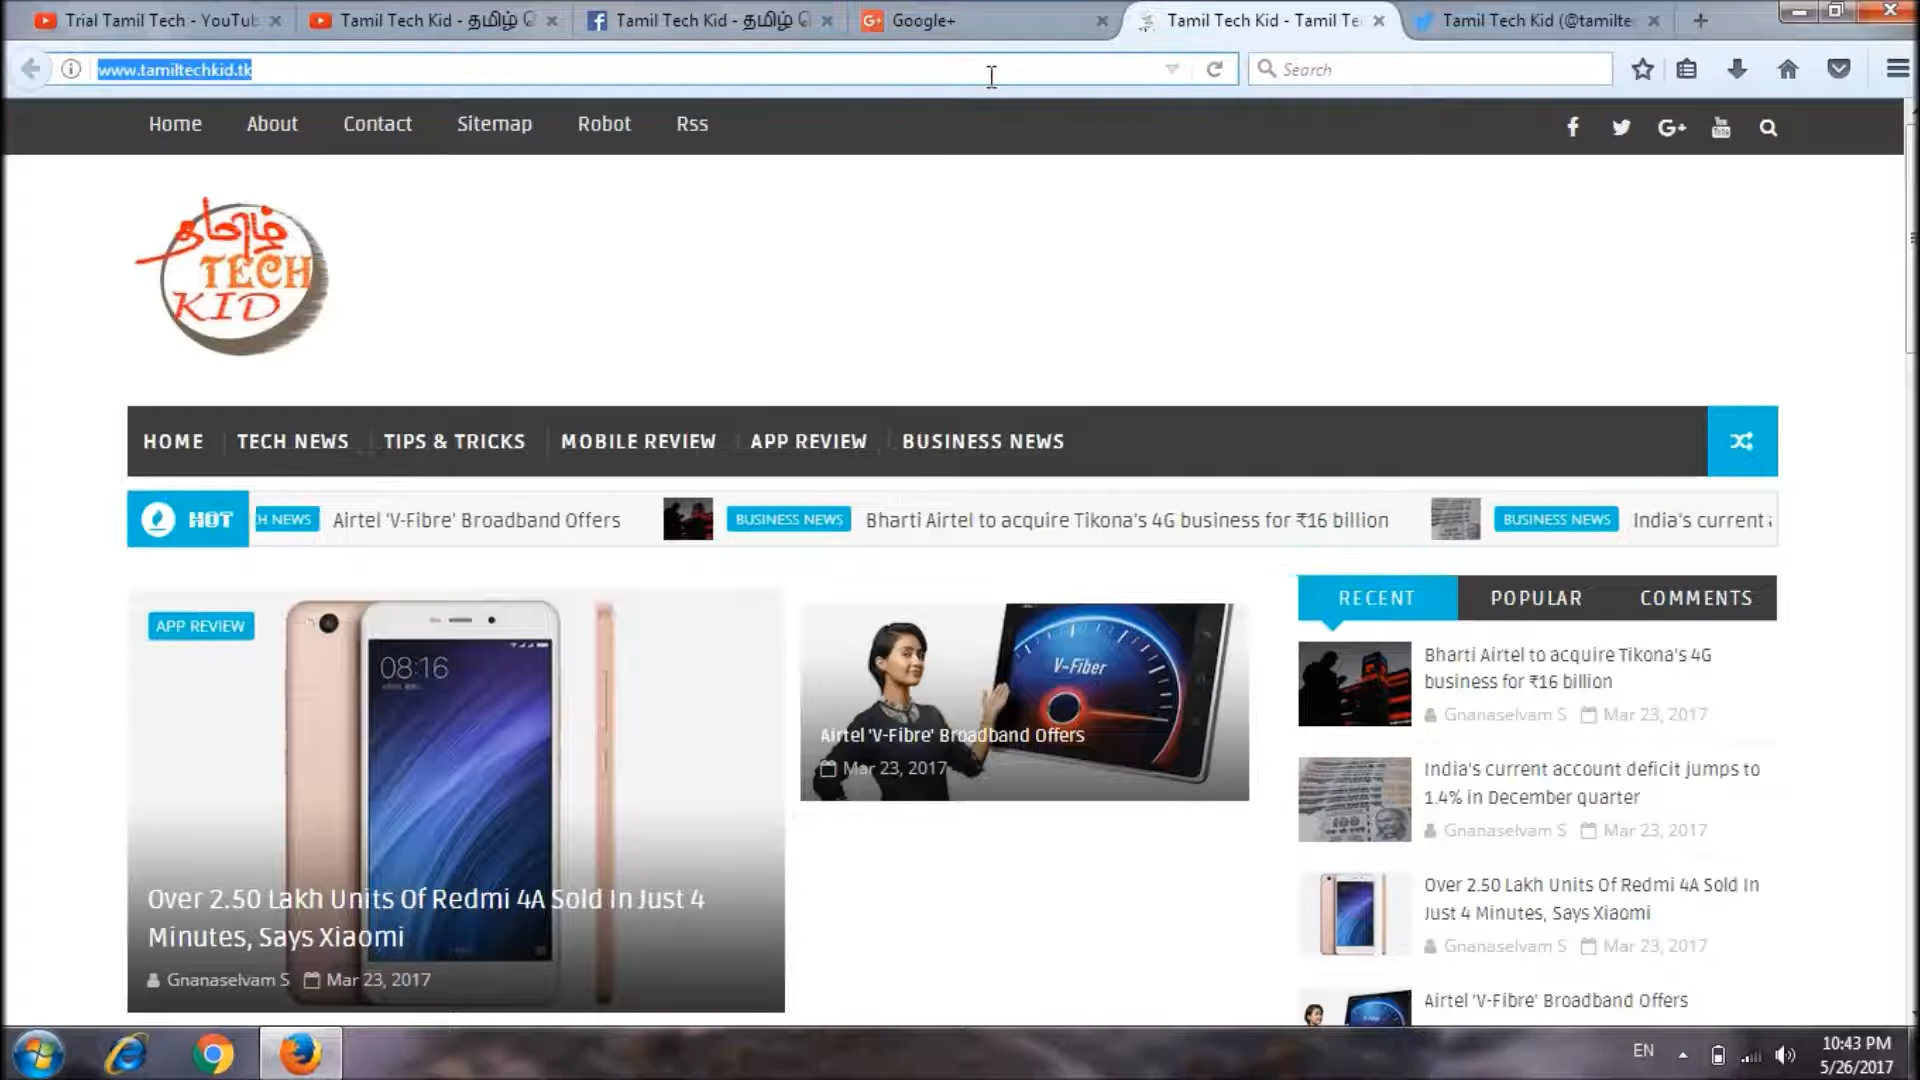 Trial Tamil Tech - YouTub
Tamil Tech Kid - தமிழ்
Tamil Tech Kid - தமிழ்
Google+
Tamil Tech Kid - Tamil Te
Tamil Tech Kid (@tamilte
www.tamiltechkid.tk
Search
Home About Contact Sitemap Robot Rss
தமிழ்
TECH
KID
HOME TECH NEWS TIPS & TRICKS MOBILE REVIEW APP REVIEW BUSINESS NEWS
HOT
H NEWS Airtel 'V-Fibre' Broadband Offers BUSINESS NEWS Bharti Airtel to acquire Tikona's 4G business for ₹16 billion BUSINESS NEWS India's current
APP REVIEW
08:16
Over 2.50 Lakh Units Of Redmi 4A Sold In Just 4
Minutes, Says Xiaomi
Gnanaselvam S Mar 23, 2017
V-Fiber
Airtel 'V-Fibre' Broadband Offers
Mar 23, 2017
RECENT POPULAR COMMENTS
Bharti Airtel to acquire Tikona's 4G
business for ₹16 billion
Gnanaselvam S Mar 23, 2017
India's current account deficit jumps to
1.4% in December quarter
Gnanaselvam S Mar 23, 2017
Over 2.50 Lakh Units Of Redmi 4A Sold In
Just 4 Minutes, Says Xiaomi
Gnanaselvam S Mar 23, 2017
Airtel 'V-Fibre' Broadband Offers
EN
10:43 PM
5/26/2017